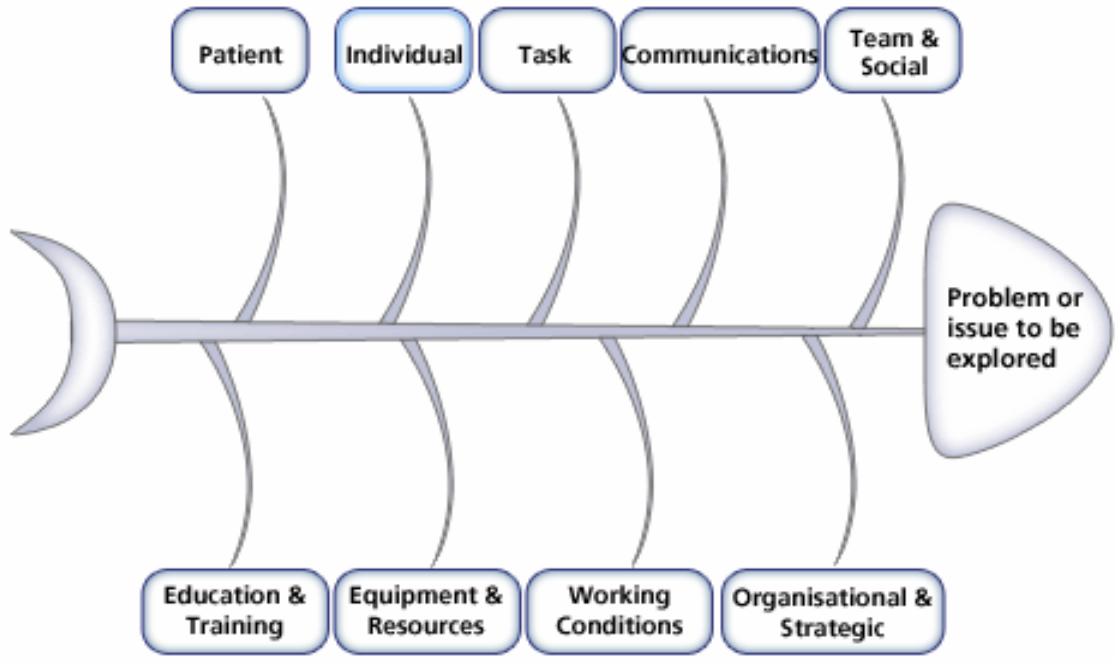 Patient
Individual
Task
Communications
Team &
Social
Problem or
issue to be
explored
Education &
Training
Equipment &
Resources
Working
Conditions
Organisational &
Strategic